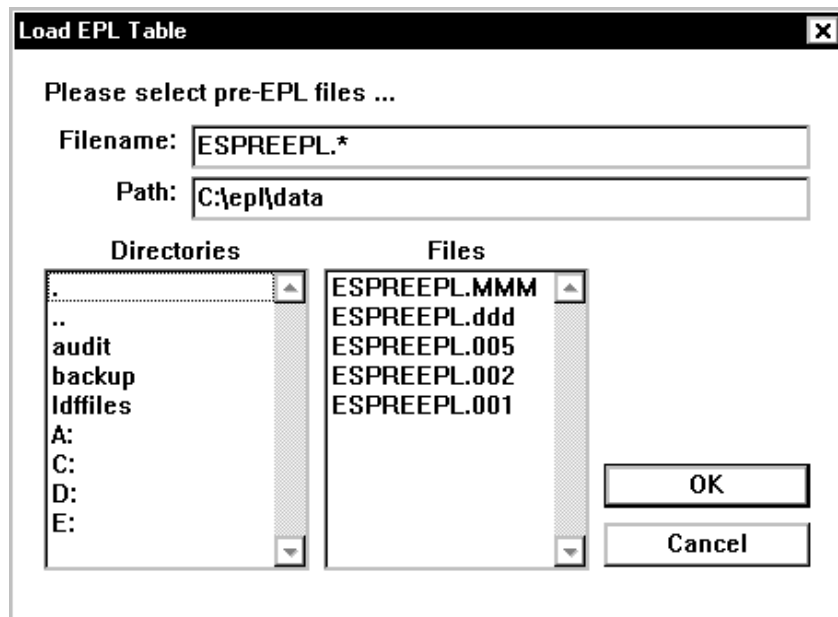 Load EPL Table
Please select pre-EPL files ...
Filename: ESPREEPL.*
Path: C:\epl\data
Directories
.
..
audit
backup
ldffiles
A:
C:
D:
E:
Files
ESPREEPL.MMM
ESPREEPL.ddd
ESPREEPL.005
ESPREEPL.002
ESPREEPL.001
OK
Cancel